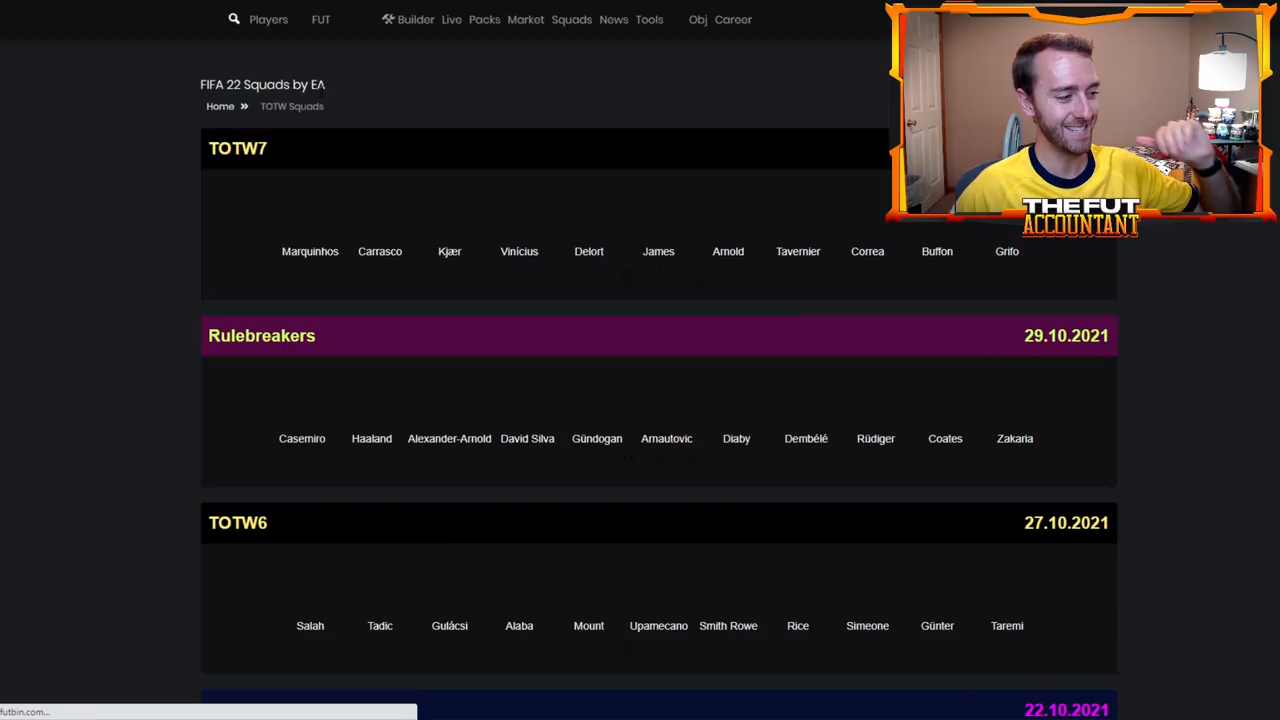 Players FUT 🛠Builder Live Packs Market Squads News Tools Obj Career
FIFA 22 Squads by EA
Home » TOTW Squads
THE FUT
ACCOUNTANT
TOTW7
Marquinhos Carrasco Kjær Vinícius Delort James Arnold Tavernier Correa Buffon Grifo
Rulebreakers 29.10.2021
Casemiro Haaland Alexander-Arnold David Silva Gündogan Arnautovic Diaby Dembélé Rüdiger Coates Zakaria
TOTW6 27.10.2021
Salah Tadic Gulácsi Alaba Mount Upamecano Smith Rowe Rice Simeone Günter Taremi
22.10.2021
futbin.com...